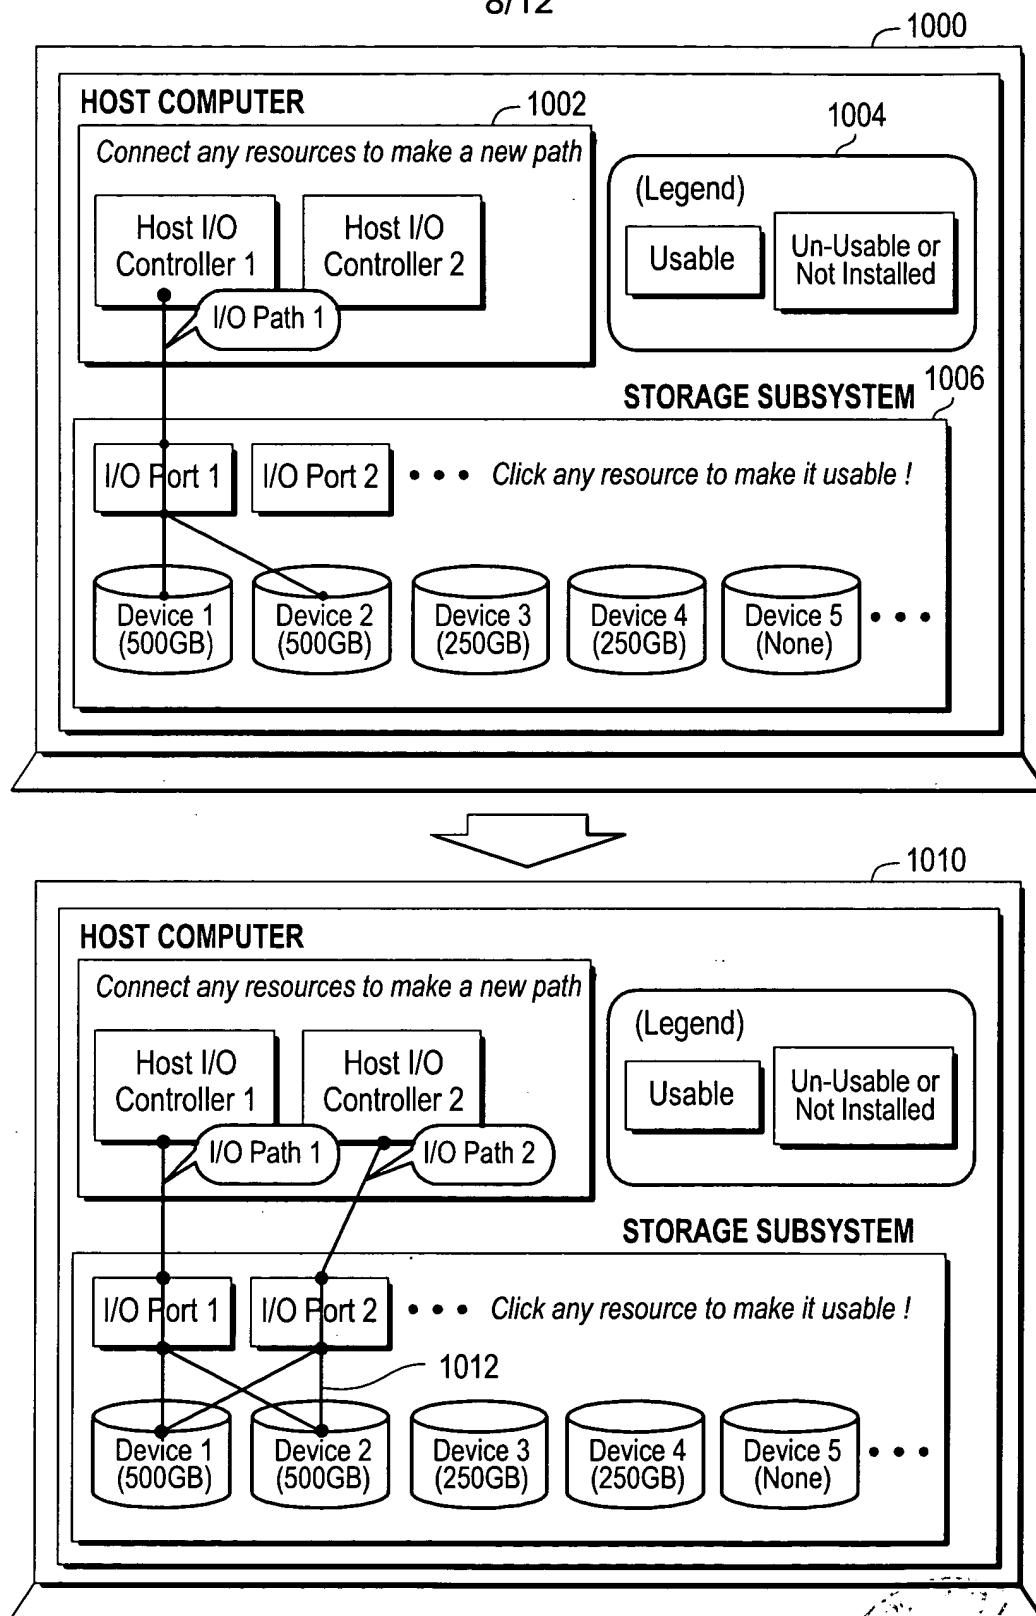 8/12
1000
HOST COMPUTER
1002
Connect any resources to make a new path
1004
(Legend)
Usable
Un-Usable or
Not Installed
Host I/O
Controller 1
Host I/O
Controller 2
I/O Path 1
STORAGE SUBSYSTEM
1006
I/O Port 1
I/O Port 2
• • •
Click any resource to make it usable !
Device 1
(500GB)
Device 2
(500GB)
Device 3
(250GB)
Device 4
(250GB)
Device 5
(None)
• • •
1010
HOST COMPUTER
Connect any resources to make a new path
(Legend)
Usable
Un-Usable or
Not Installed
Host I/O
Controller 1
Host I/O
Controller 2
I/O Path 1
I/O Path 2
STORAGE SUBSYSTEM
I/O Port 1
I/O Port 2
• • •
Click any resource to make it usable !
1012
Device 1
(500GB)
Device 2
(500GB)
Device 3
(250GB)
Device 4
(250GB)
Device 5
(None)
• • •